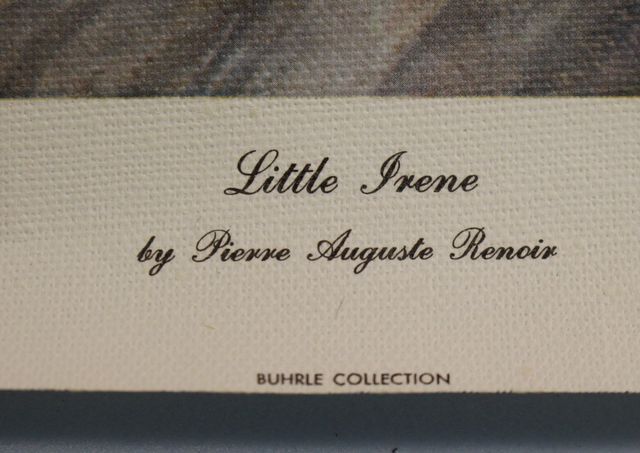 Little Irene
by Pierre Auguste Renoir
BUHRLE COLLECTION